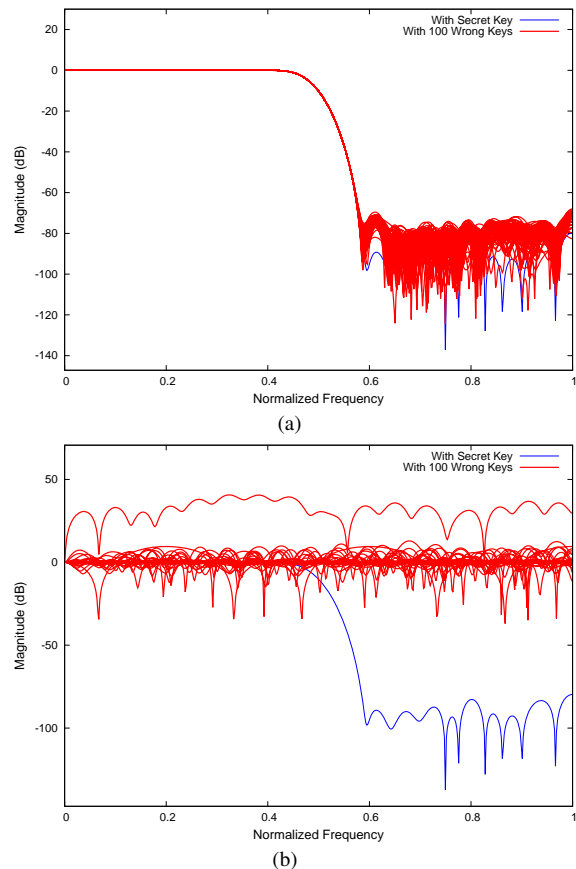 With Secret Key
With 100 Wrong Keys
20
0
-20
-40
-60
-80
-100
-120
-140
Magnitude (dB)
0 0.2 0.4 0.6 0.8 1
Normalized Frequency
(a)
With Secret Key
With 100 Wrong Keys
50
0
-50
-100
Magnitude (dB)
0 0.2 0.4 0.6 0.8 1
Normalized Frequency
(b)